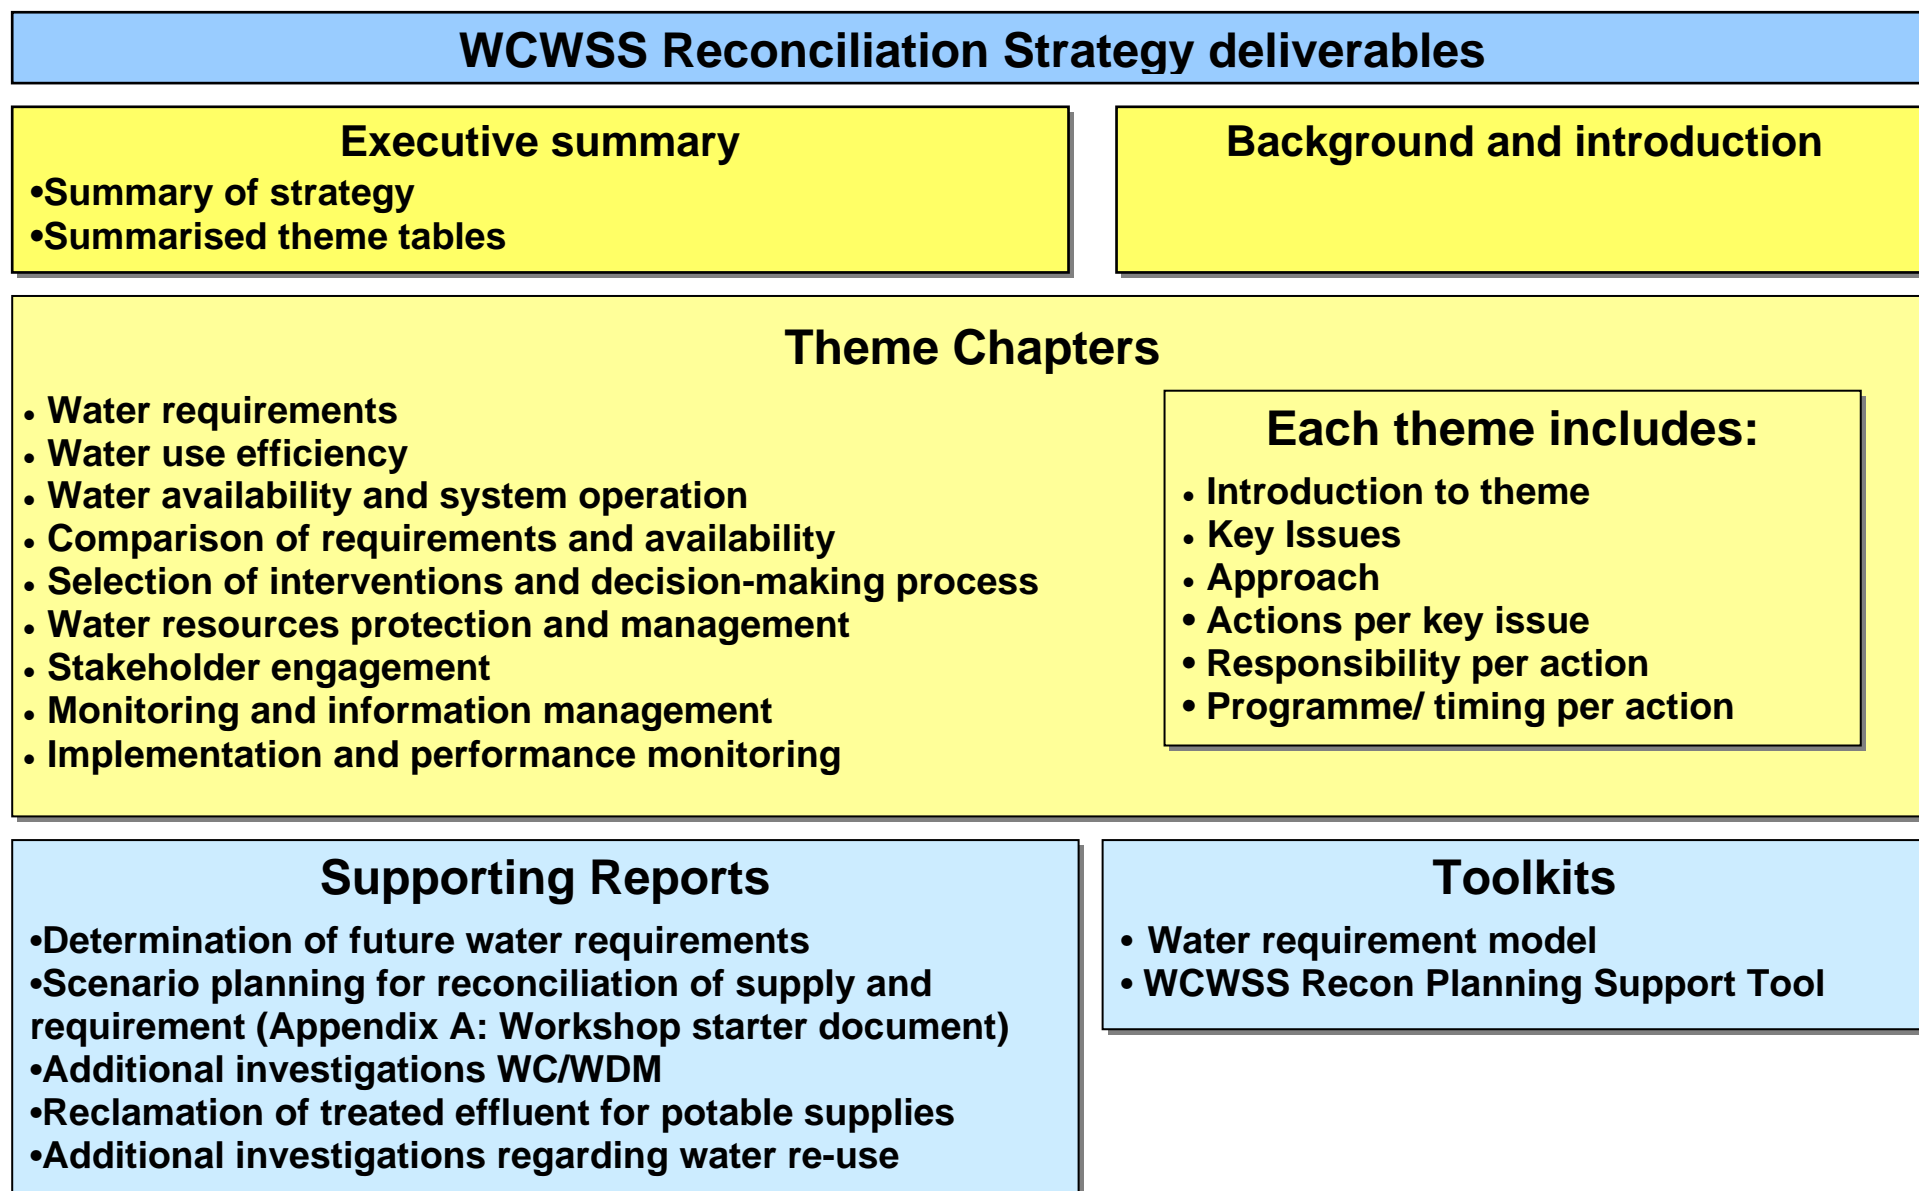 WCWSS Reconciliation Strategy deliverables
Executive summary
•Summary of strategy
•Summarised theme tables
Background and introduction
Theme Chapters
• Water requirements
• Water use efficiency
• Water availability and system operation
• Comparison of requirements and availability
• Selection of interventions and decision-making process
• Water resources protection and management
• Stakeholder engagement
• Monitoring and information management
• Implementation and performance monitoring
Each theme includes:
• Introduction to theme
• Key Issues
• Approach
• Actions per key issue
• Responsibility per action
• Programme/ timing per action
Supporting Reports
•Determination of future water requirements
•Scenario planning for reconciliation of supply and
requirement (Appendix A: Workshop starter document)
•Additional investigations WC/WDM
•Reclamation of treated effluent for potable supplies
•Additional investigations regarding water re-use
Toolkits
• Water requirement model
• WCWSS Recon Planning Support Tool